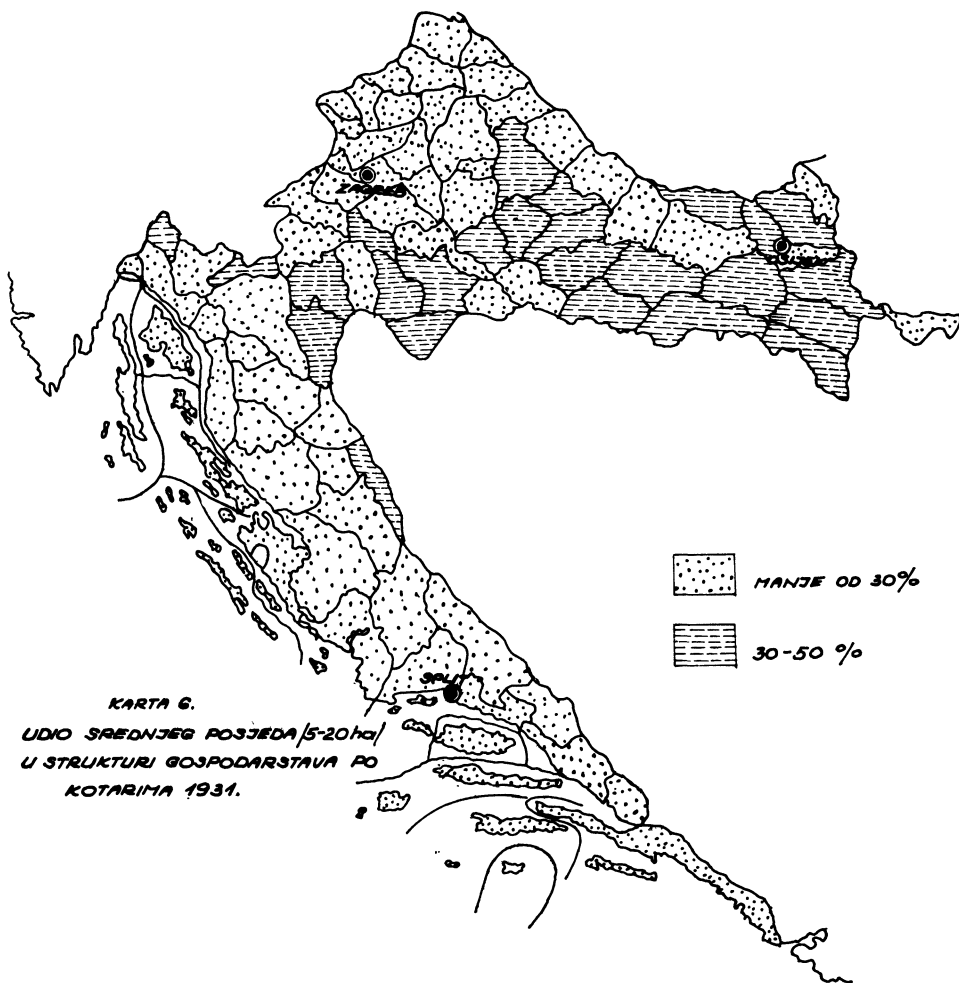 ZAGREB
OSIJEK
MANJE OD 30%
30-50 %
SPLIT
KARTA 6.
UDIO SREDNJEG POSJEDA /5-20 ha/
U STRUKTURI GOSPODARSTAVA PO
KOTARIMA 1931.